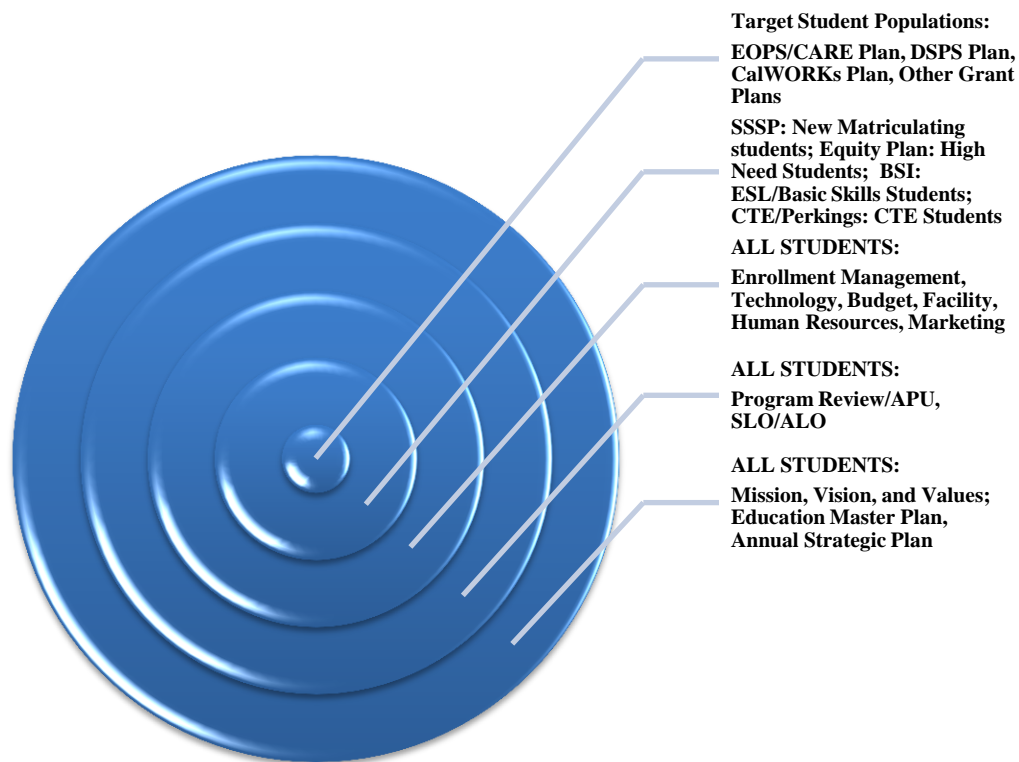 Target Student Populations:
EOPS/CARE Plan, DSPS Plan,
CalWORKs Plan, Other Grant
Plans
SSSP: New Matriculating
students; Equity Plan: High
Need Students; BSI:
ESL/Basic Skills Students;
CTE/Perkings: CTE Students
ALL STUDENTS:
Enrollment Management,
Technology, Budget, Facility,
Human Resources, Marketing
ALL STUDENTS:
Program Review/APU,
SLO/ALO
ALL STUDENTS:
Mission, Vision, and Values;
Education Master Plan,
Annual Strategic Plan